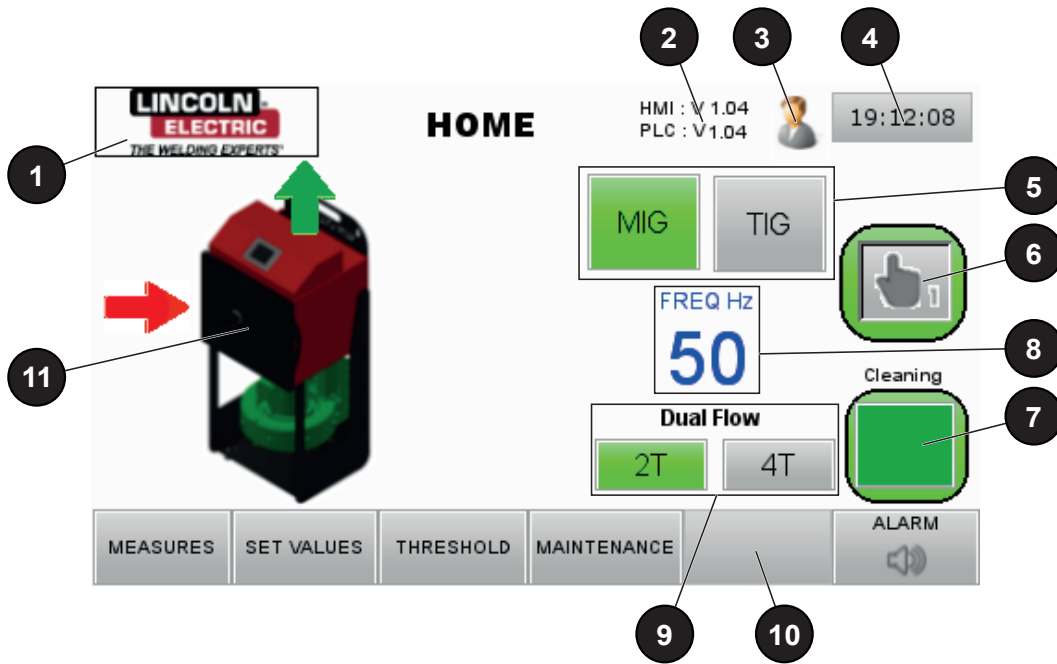 2
3
4
LINCOLN
ELECTRIC
THE WELDING EXPERTS®
HOME
HMI : V 1.04
PLC : V1.04
19:12:08
1
5
MIG
TIG
6
1
FREQ Hz
50
8
11
Cleaning
7
Dual Flow
2T
4T
MEASURES
SET VALUES
THRESHOLD
MAINTENANCE
ALARM
9
10